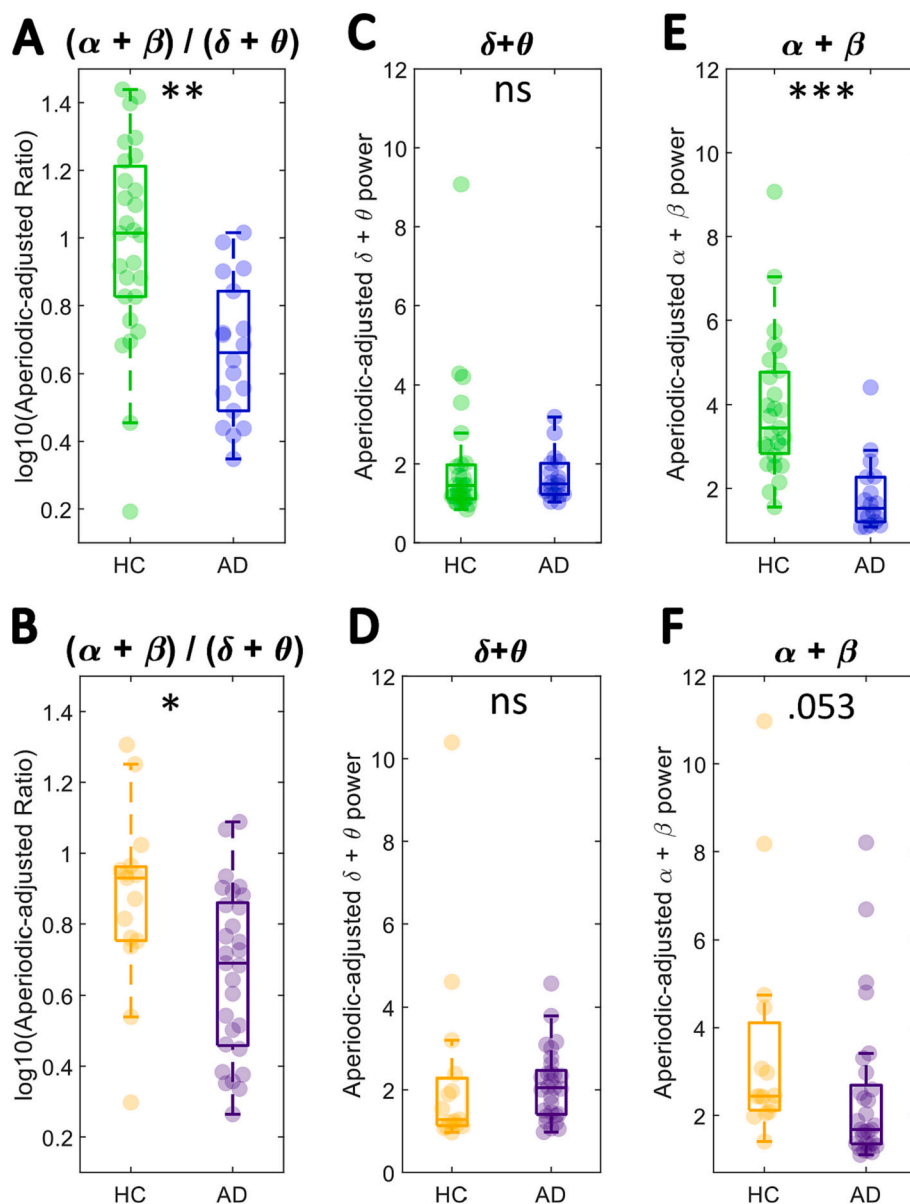 A
(α + β) / (δ + θ)
**
log10(Aperiodic-adjusted Ratio)
1.4
1.2
1
0.8
0.6
0.4
0.2
HC
AD
C
δ+θ
ns
Aperiodic-adjusted δ + θ power
12
10
8
6
4
2
0
HC
AD
E
α + β
***
Aperiodic-adjusted α + β power
12
10
8
6
4
2
HC
AD
B
(α + β) / (δ + θ)
*
log10(Aperiodic-adjusted Ratio)
1.4
1.2
1
0.8
0.6
0.4
0.2
HC
AD
D
δ+θ
ns
Aperiodic-adjusted δ + θ power
12
10
8
6
4
2
0
HC
AD
F
α + β
.053
Aperiodic-adjusted α + β power
12
10
8
6
4
2
HC
AD